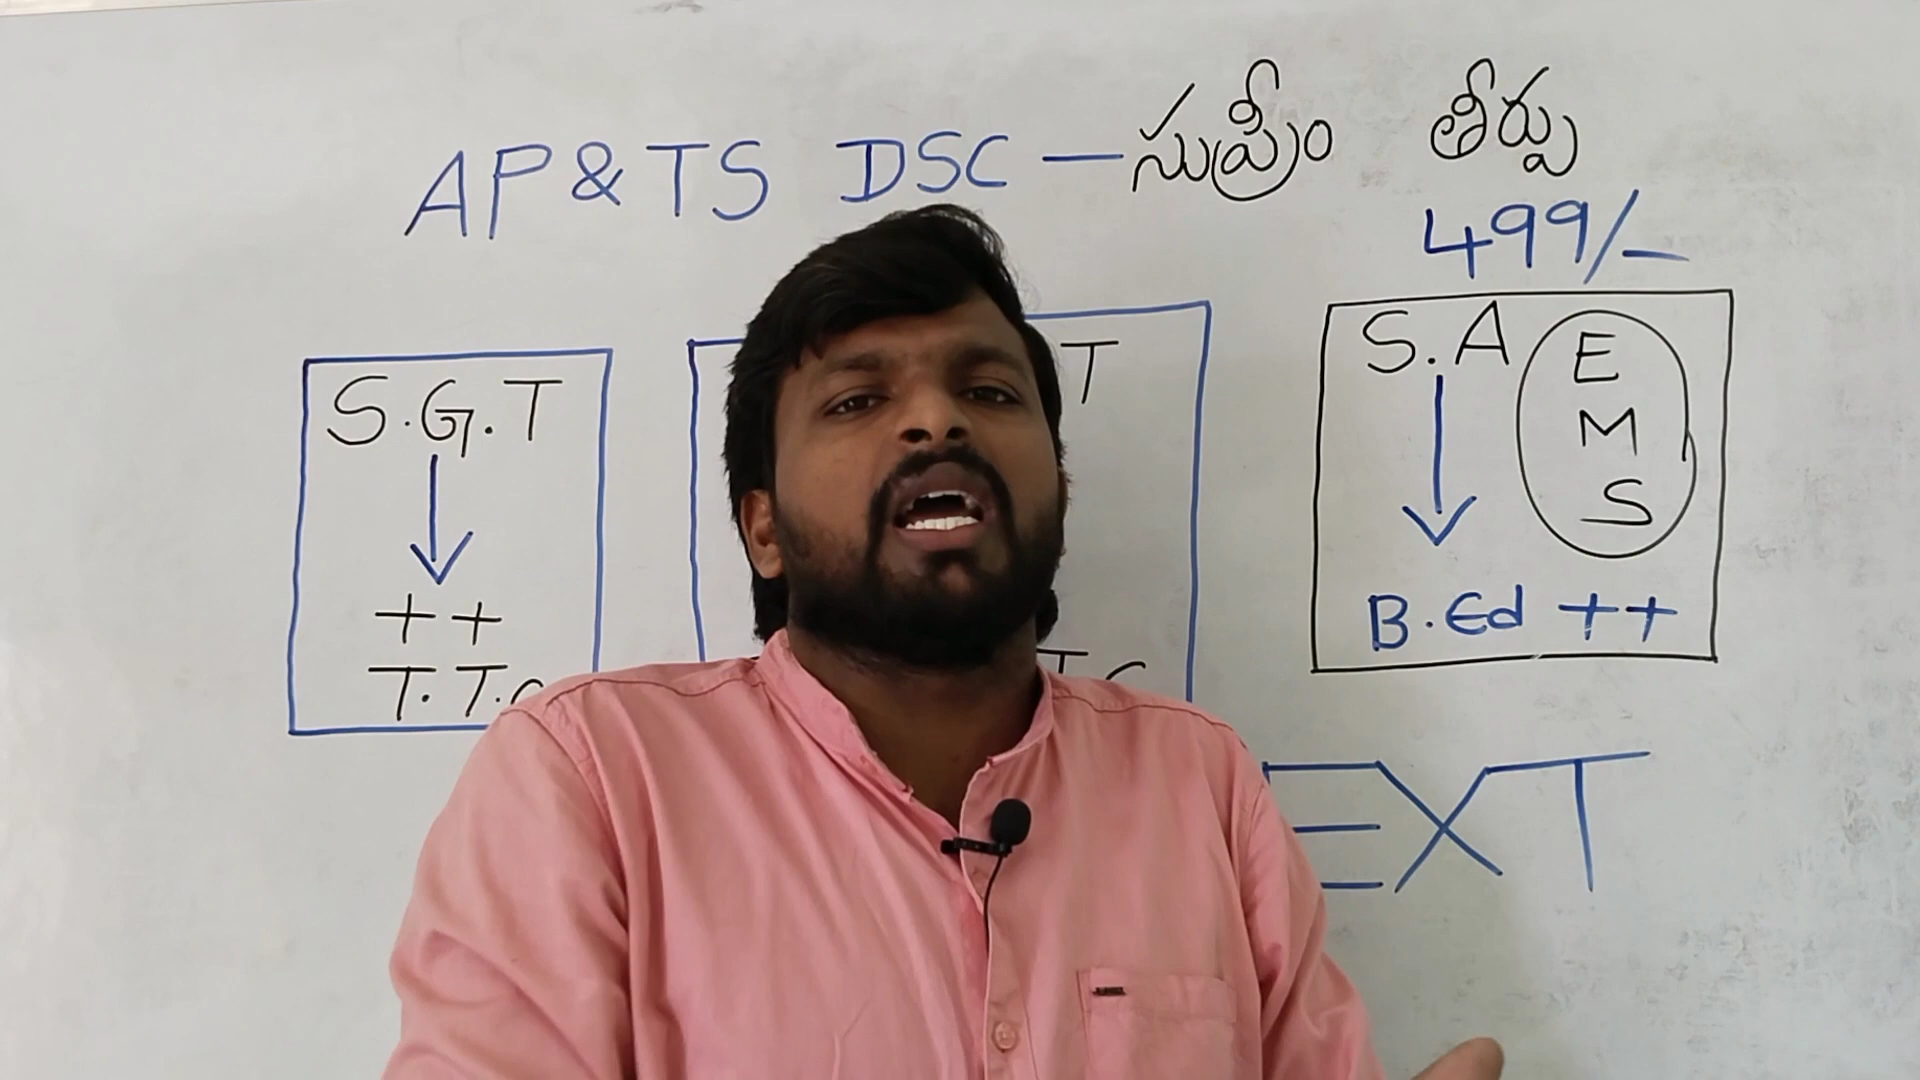 AP & TS DSC — సుప్రీం తీర్పు
499/-
S.G.T
++
T.T.C
T
T.C
S.A
E
M
S
B.Ed ++
EXT